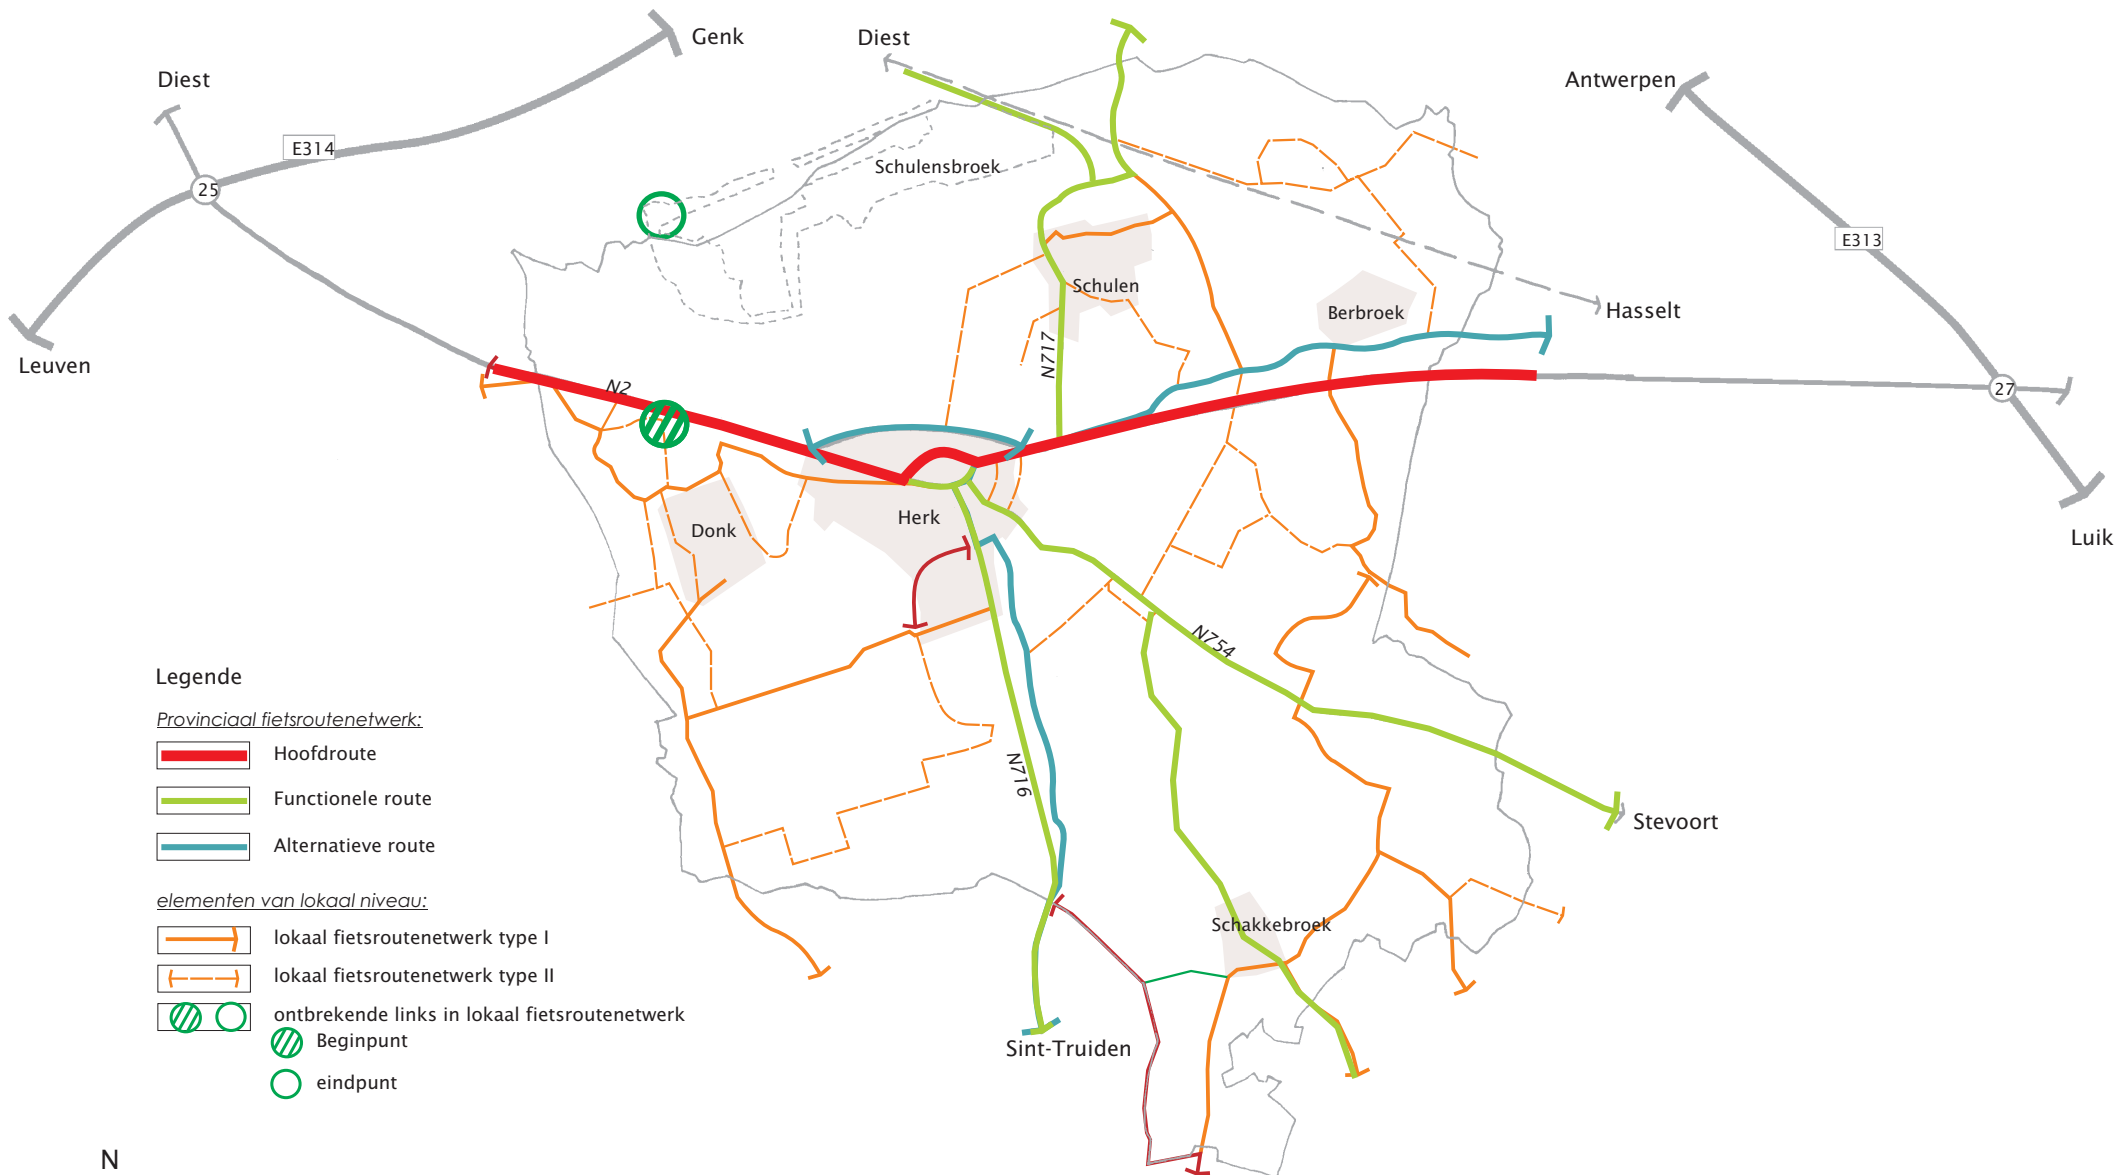 Genk
Diest
Diest
Antwerpen
E314
Schulensbroek
25
E313
Schulen
Berbroek
Hasselt
Leuven
N717
N2
27
Herk
Donk
Luik
N754
Legende
Provinciaal fietsroutenetwerk:
Hoofdroute
N716
Functionele route
Stevoort
Alternatieve route
elementen van lokaal niveau:
Schakkebroek
lokaal fietsroutenetwerk type I
lokaal fietsroutenetwerk type II
ontbrekende links in lokaal fietsroutenetwerk
Beginpunt
Sint-Truiden
eindpunt
N